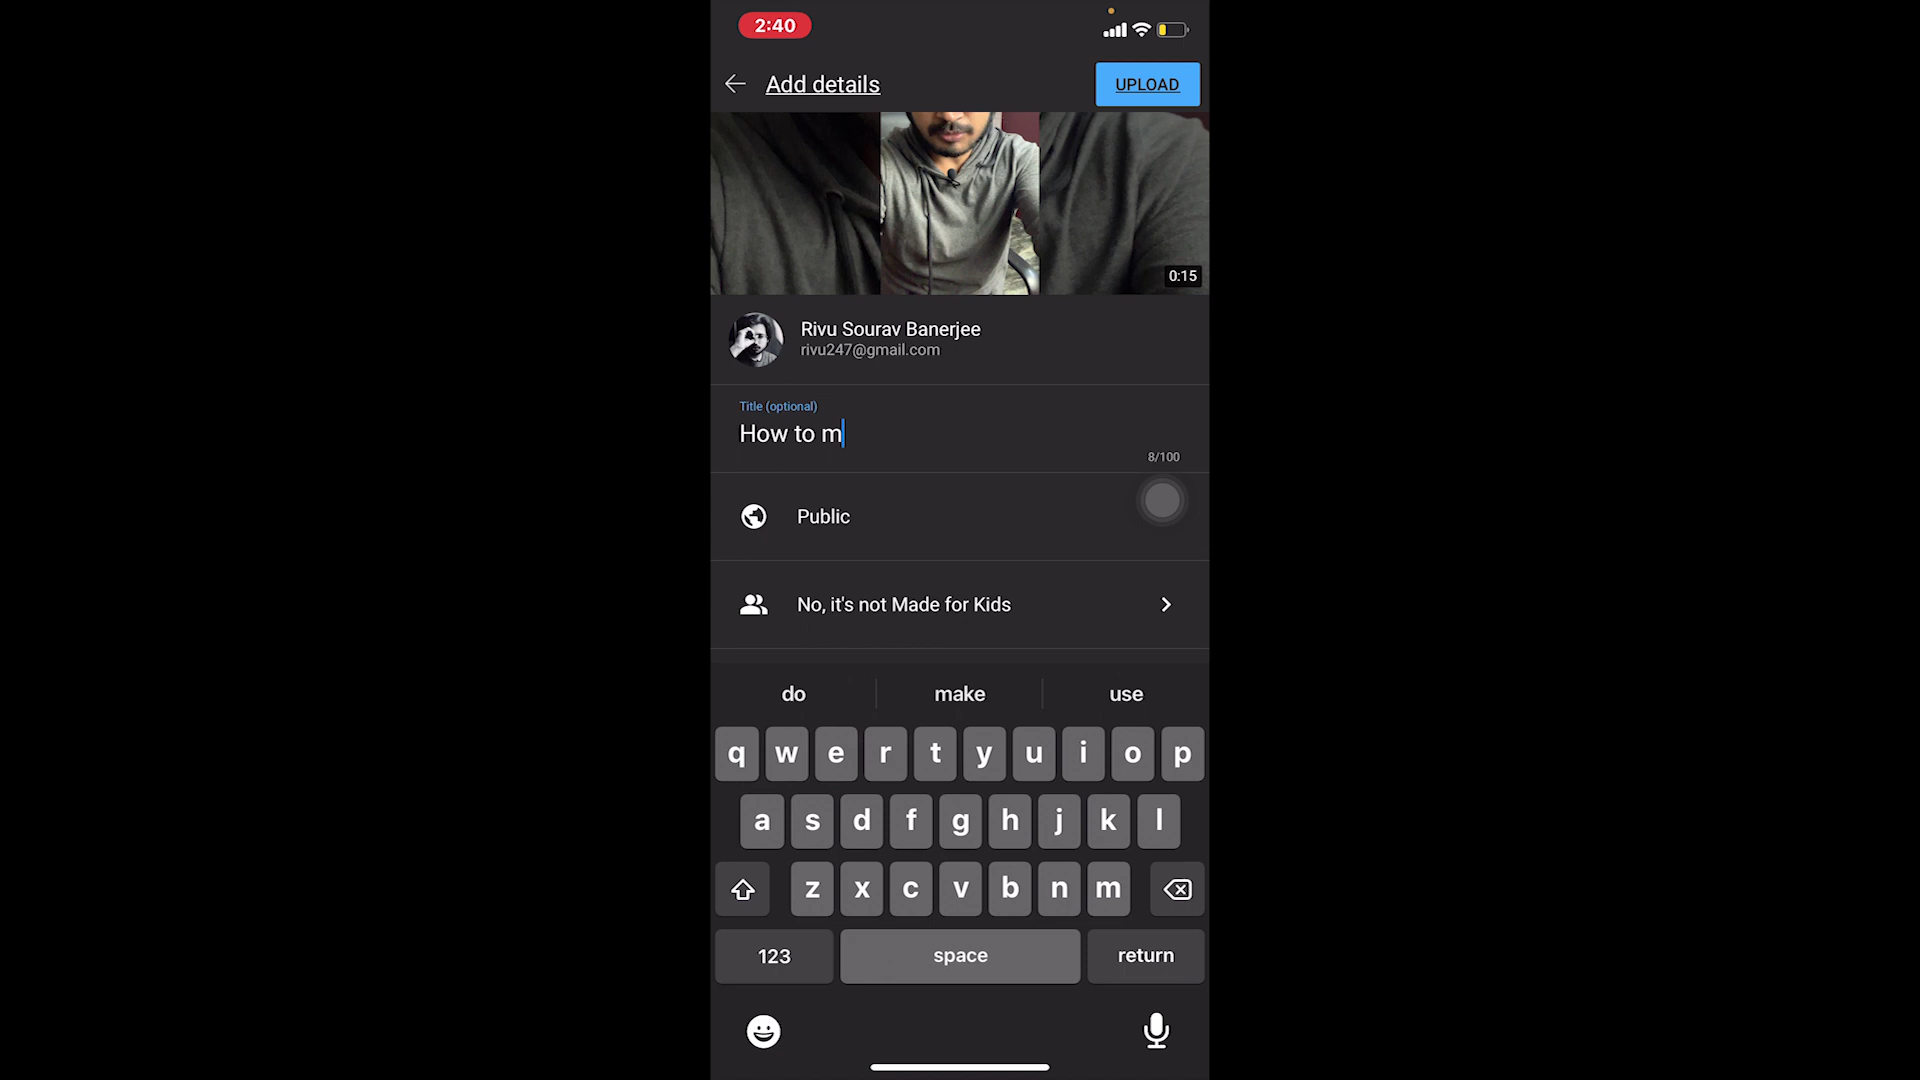 2:40
Add details
UPLOAD
0:15
Rivu Sourav Banerjee
rivu247@gmail.com
Title (optional)
How to m
8/100
Public
No, it's not Made for Kids
do make use
q w e r t y u i o p
a s d f g h j k l
z x c v b n m
123 space return